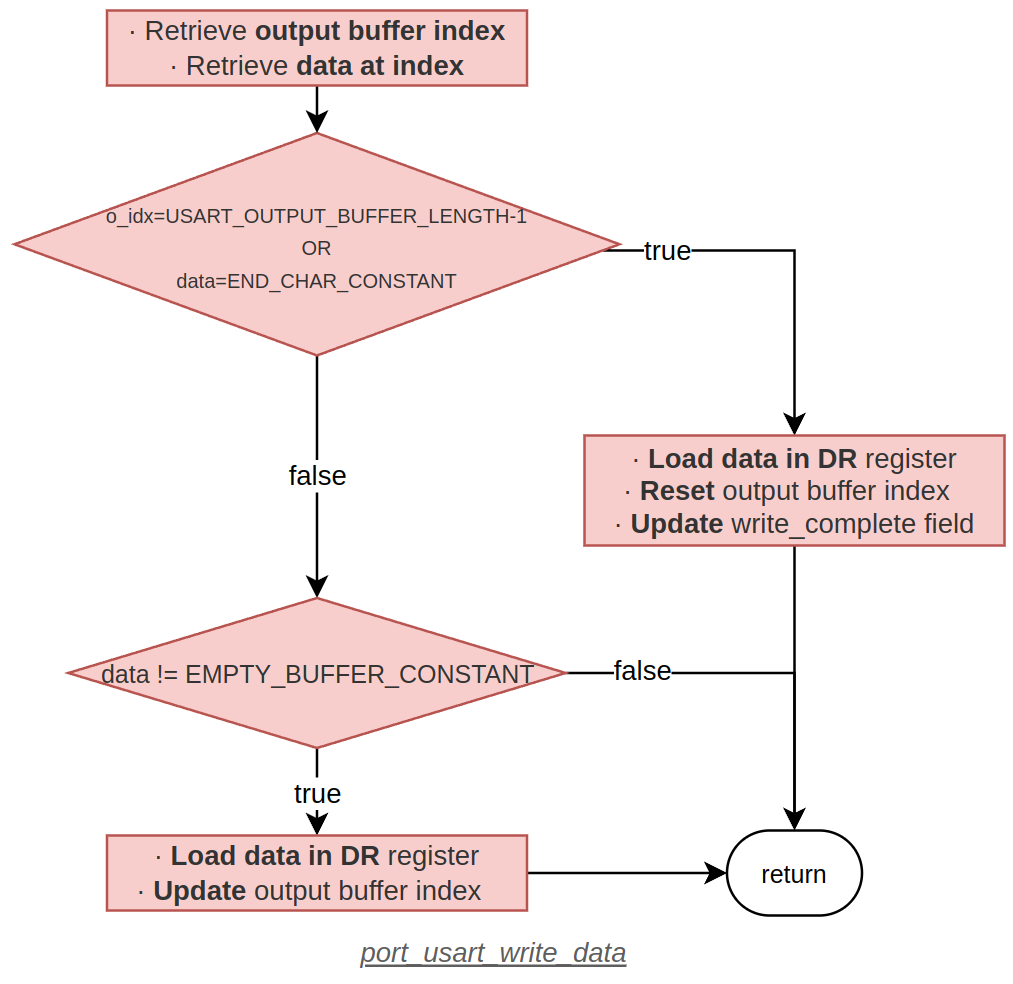 · Retrieve output buffer index
· Retrieve data at index
o_idx=USART_OUTPUT_BUFFER_LENGTH-1
OR
data=END_CHAR_CONSTANT
true
· Load data in DR register
· Reset output buffer index
· Update write_complete field
false
data != EMPTY_BUFFER_CONSTANT
false
true
· Load data in DR register
· Update output buffer index
return
port_usart_write_data